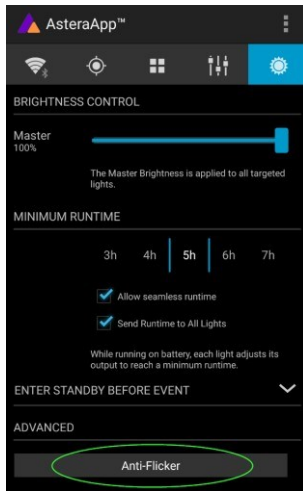 AsteraApp™
BRIGHTNESS CONTROL
Master
100%
The Master Brightness is applied to all targeted
lights.
MINIMUM RUNTIME
3h 4h 5h 6h 7h
Allow seamless runtime
Send Runtime to All Lights
While running on battery, each light adjusts its
output to reach a minimum runtime.
ENTER STANDBY BEFORE EVENT
ADVANCED
Anti-Flicker